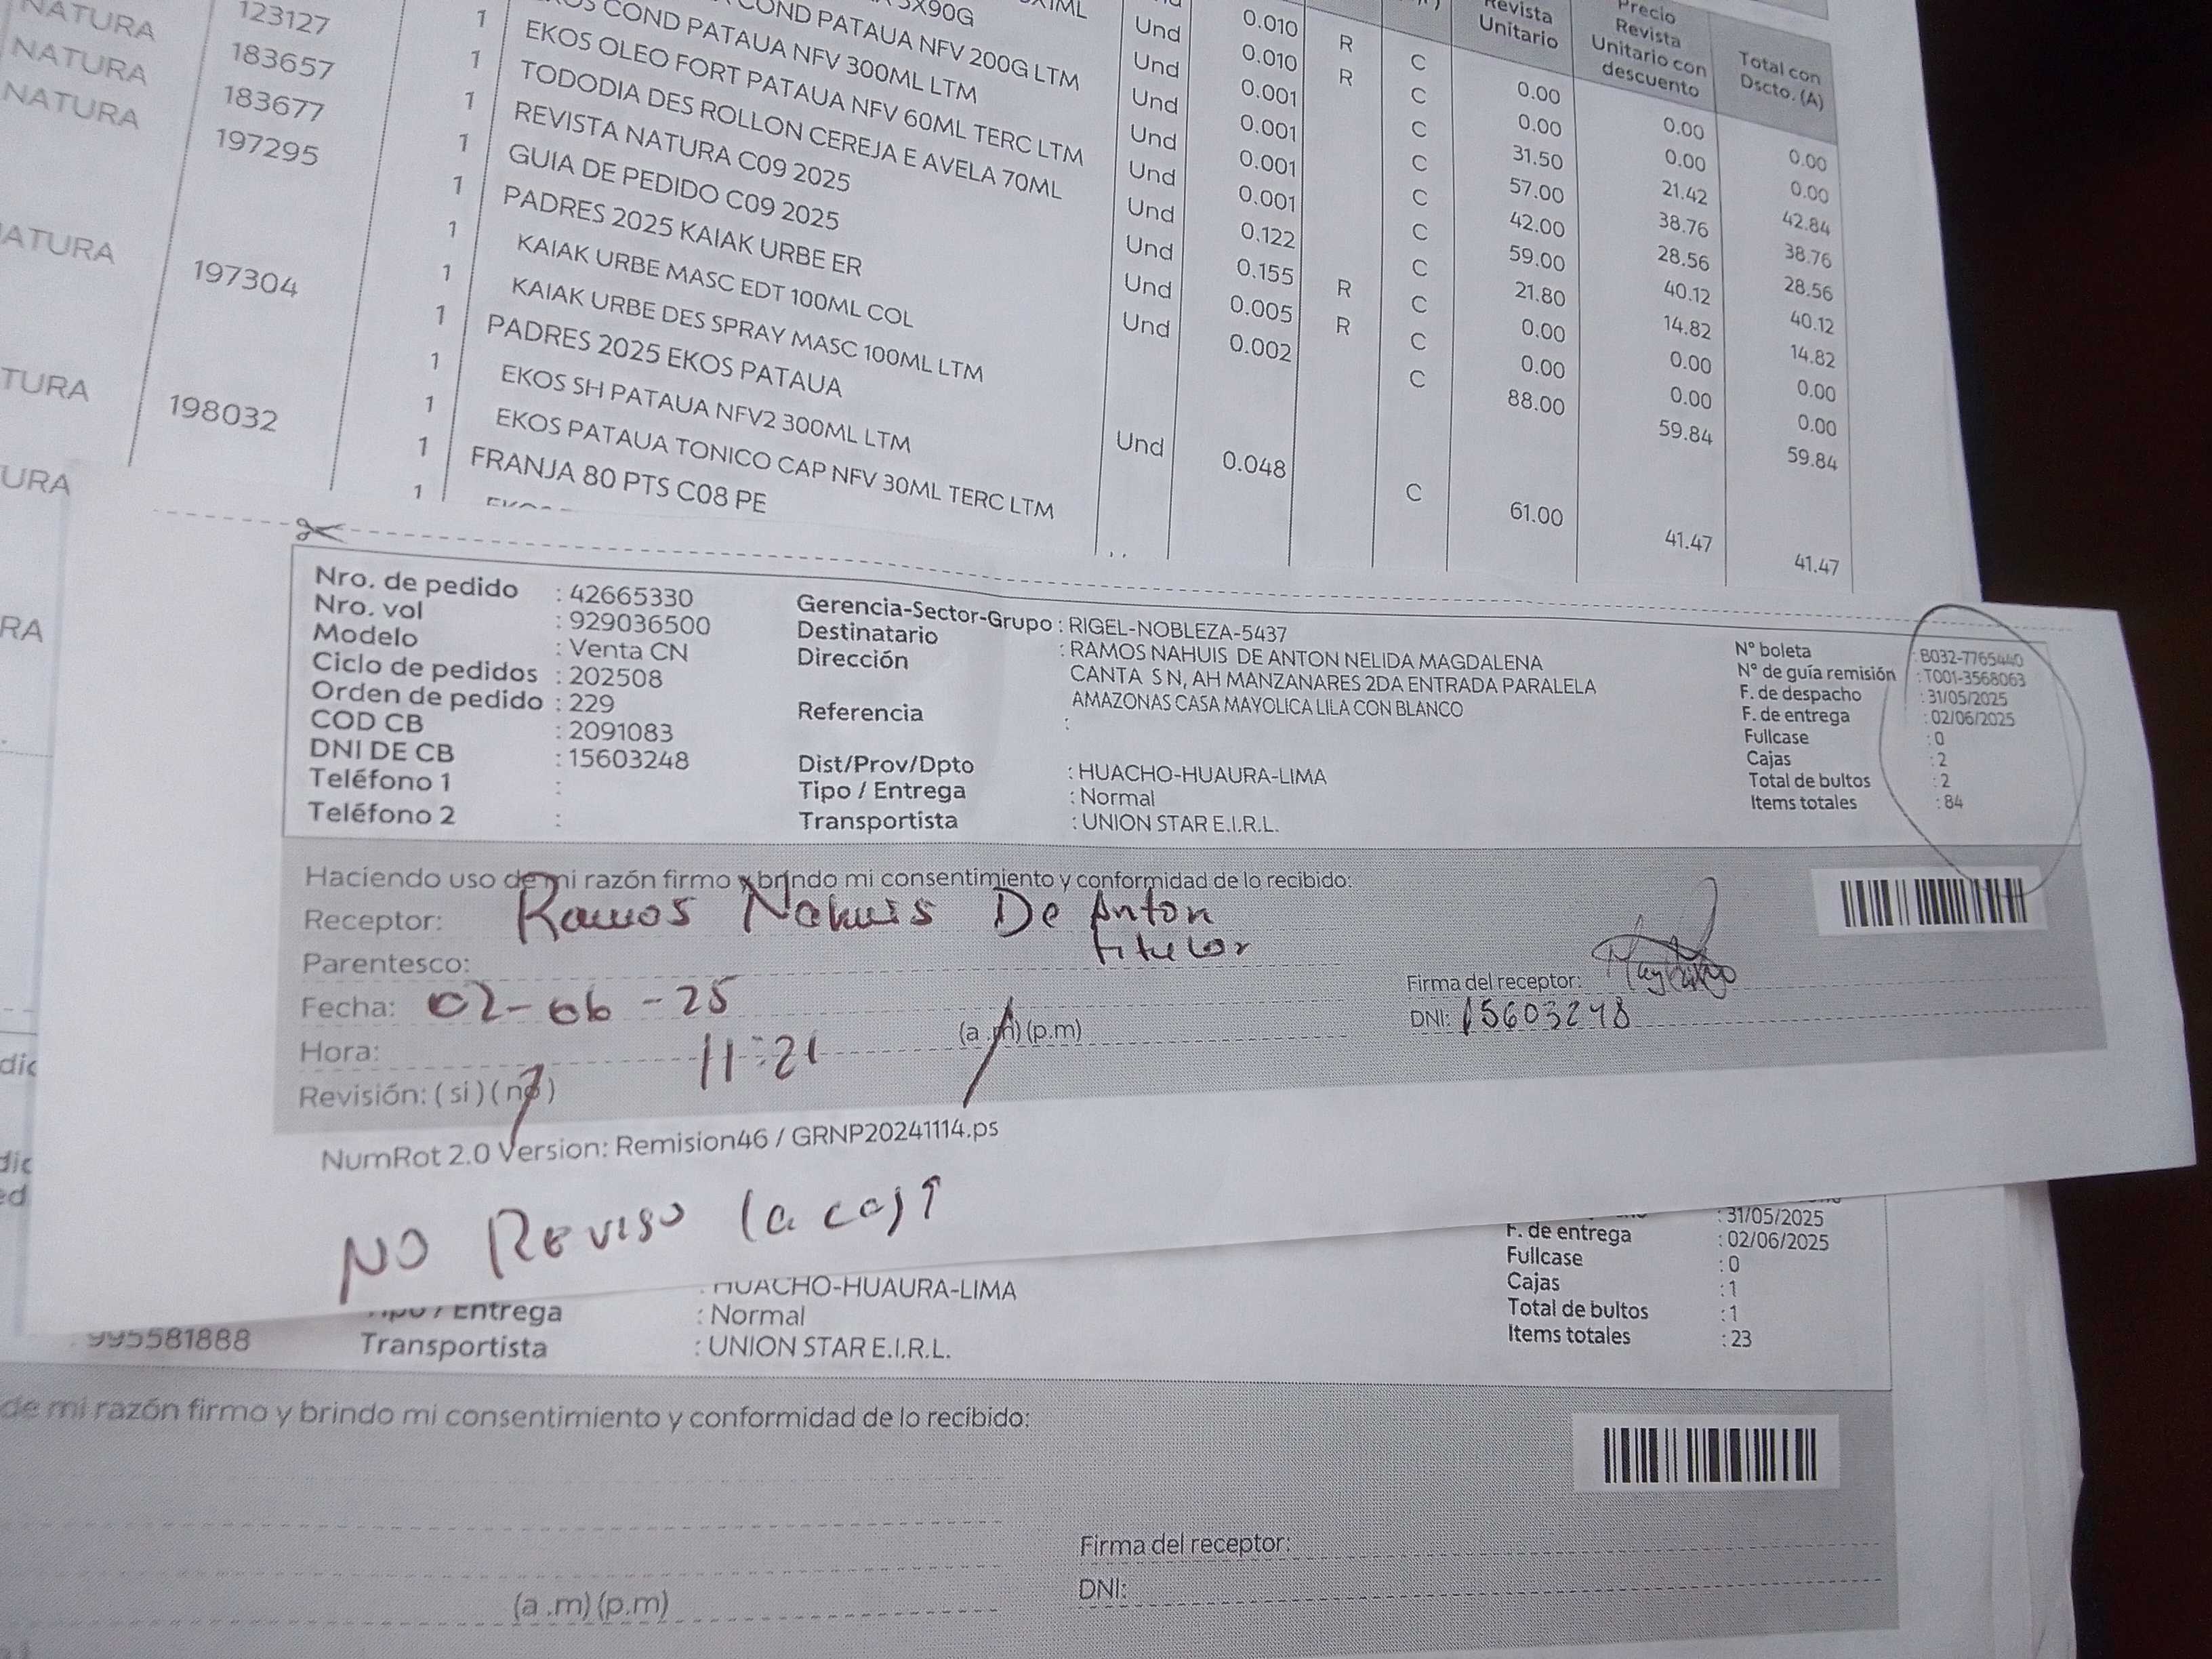 NATURA 123127 1 Und 0.010 R C
NATURA 183657 1 COND PATAUA NFV 200G LTM Und 0.010 R C
NATURA 183677 1 COND PATAUA NFV 300ML LTM Und 0.001 C
197295 1 EKOS OLEO FORT PATAUA NFV 60ML TERC LTM Und 0.001 C
1 TODODIA DES ROLLON CEREJA E AVELA 70ML Und 0.001 C
1 REVISTA NATURA C09 2025 Und 0.001 C
GUIA DE PEDIDO C09 2025 Und 0.122 C
NATURA 197304 1 PADRES 2025 KAIAK URBE ER Und 0.155 R C
1 KAIAK URBE MASC EDT 100ML COL Und 0.005 R C
1 KAIAK URBE DES SPRAY MASC 100ML LTM Und 0.002 C
TURA 198032 1 PADRES 2025 EKOS PATAUA
1 EKOS SH PATAUA NFV2 300ML LTM
1 EKOS PATAUA TONICO CAP NFV 30ML TERC LTM Und 0.048 C
URA 1 FRANJA 80 PTS C08 PE
Revista Unitario
Precio Revista Unitario con descuento
Total con Dscto. (A)
0.00 0.00 0.00
0.00 0.00 0.00
31.50 21.42 42.84
57.00 38.76 38.76
42.00 28.56 28.56
59.00 40.12 40.12
21.80 14.82 14.82
0.00 0.00 0.00
0.00 0.00 0.00
88.00 59.84 59.84
61.00 41.47 41.47
RA
Nro. de pedido : 42665330
Nro. vol : 929036500
Modelo : Venta CN
Ciclo de pedidos : 202508
Orden de pedido : 229
COD CB : 2091083
DNI DE CB : 15603248
Teléfono 1 :
Teléfono 2 :
Gerencia-Sector-Grupo : RIGEL-NOBLEZA-5437
Destinatario : RAMOS NAHUIS DE ANTON NELIDA MAGDALENA
Dirección CANTA S N, AH MANZANARES 2DA ENTRADA PARALELA
AMAZONAS CASA MAYOLICA LILA CON BLANCO
Referencia :
Dist/Prov/Dpto : HUACHO-HUAURA-LIMA
Tipo / Entrega : Normal
Transportista : UNION STAR E.I.R.L.
N° boleta : B032-7765440
N° de guía remisión : T001-3568063
F. de despacho : 31/05/2025
F. de entrega : 02/06/2025
Fullcase : 0
Cajas : 2
Total de bultos : 2
Items totales : 84
Haciendo uso de mi razón firmo y brindo mi consentimiento y conformidad de lo recibido:
Receptor: Ramos Nahuis De Anton
Parentesco: titular
Fecha: 02-06-25
Hora: 11:21 (a.m) (p.m)
Revisión: (si) (no)
Firma del receptor:
DNI: 15603248
NumRot 2.0 Version: Remision46 / GRNP20241114.ps
NO Reviso la caja
: 31/05/2025
F. de entrega : 02/06/2025
Fullcase : 0
Cajas : 1
Total de bultos : 1
Items totales : 23
: HUACHO-HUAURA-LIMA
Tipo / Entrega : Normal
: 995581888 Transportista : UNION STAR E.I.R.L.
de mi razón firmo y brindo mi consentimiento y conformidad de lo recibido:
Firma del receptor:
(a .m) (p.m) DNI: